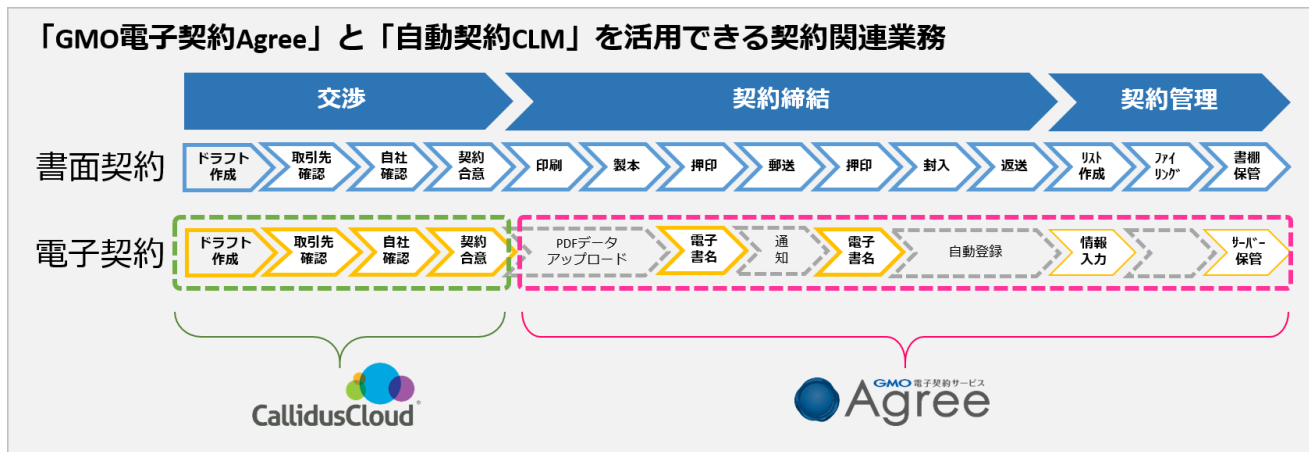 「GMO電子契約Agree」と「自動契約CLM」を活用できる契約関連業務
交渉
契約締結
契約管理
書面契約
ドラフト
作成
取引先
確認
自社
確認
契約
合意
印刷
製本
押印
郵送
押印
封入
返送
ﾘｽﾄ
作成
ﾌｧｲ
ﾘﾝｸﾞ
書棚
保管
電子契約
ドラフト
作成
取引先
確認
自社
確認
契約
合意
PDFデータ
アップロード
電子
書名
通
知
電子
書名
自動登録
情報
入力
ｻｰﾊﾞｰ
保管
CallidusCloud®
GMO電子契約サービス
Agree